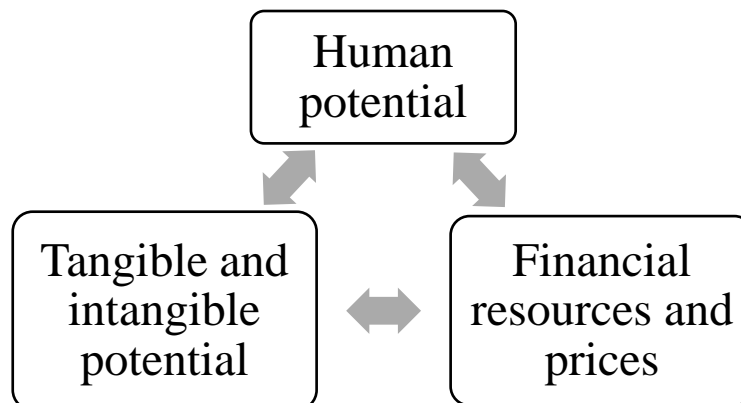 Human
potential
Tangible and
intangible
potential
Financial
resources and
prices